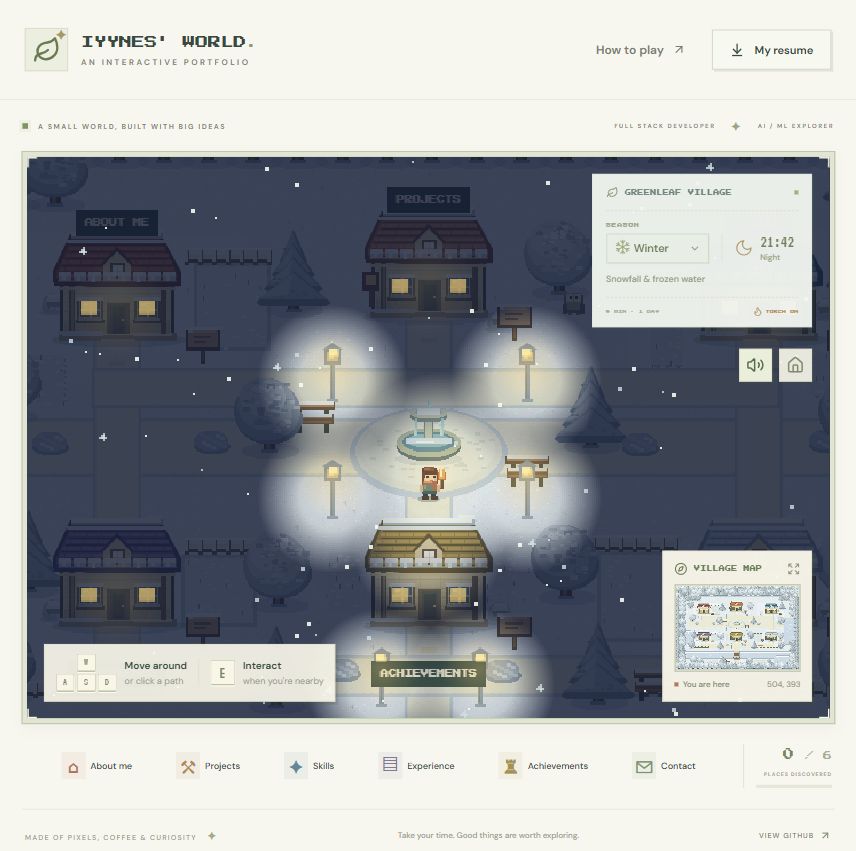 IYYNES' WORLD.
AN INTERACTIVE PORTFOLIO
How to play
My resume
A SMALL WORLD, BUILT WITH BIG IDEAS
FULL STACK DEVELOPER
AI / ML EXPLORER
ABOUT ME
PROJECTS
GREENLEAF VILLAGE
SEASON
Winter
21:42
Night
Snowfall & frozen water
8 MIN · 1 DAY
TORCH ON
VILLAGE MAP
You are here
504, 393
W
A S D
Move around
or click a path
E
Interact
when you're nearby
ACHIEVEMENTS
About me
Projects
Skills
Experience
Achievements
Contact
0 / 6
PLACES DISCOVERED
MADE OF PIXELS, COFFEE & CURIOSITY
Take your time. Good things are worth exploring.
VIEW GITHUB